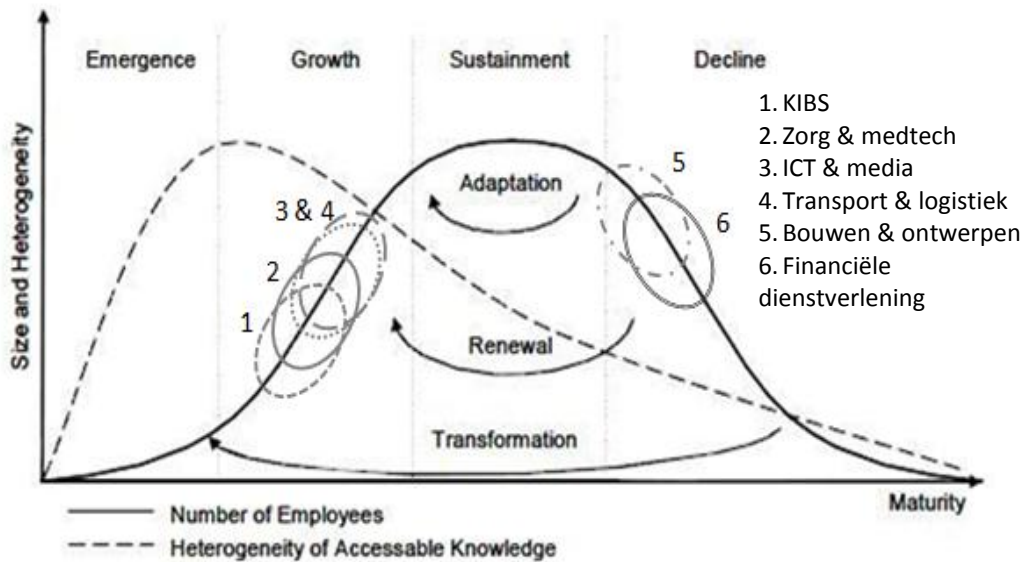 Emergence
Growth
Sustainment
Decline
1. KIBS
2. Zorg & medtech
3. ICT & media
4. Transport & logistiek
5. Bouwen & ontwerpen
6. Financiële
dienstverlening
Size and Heterogeneity
5
Adaptation
3 & 4
6
2
1
Renewal
Transformation
Maturity
Number of Employees
Heterogeneity of Accessable Knowledge